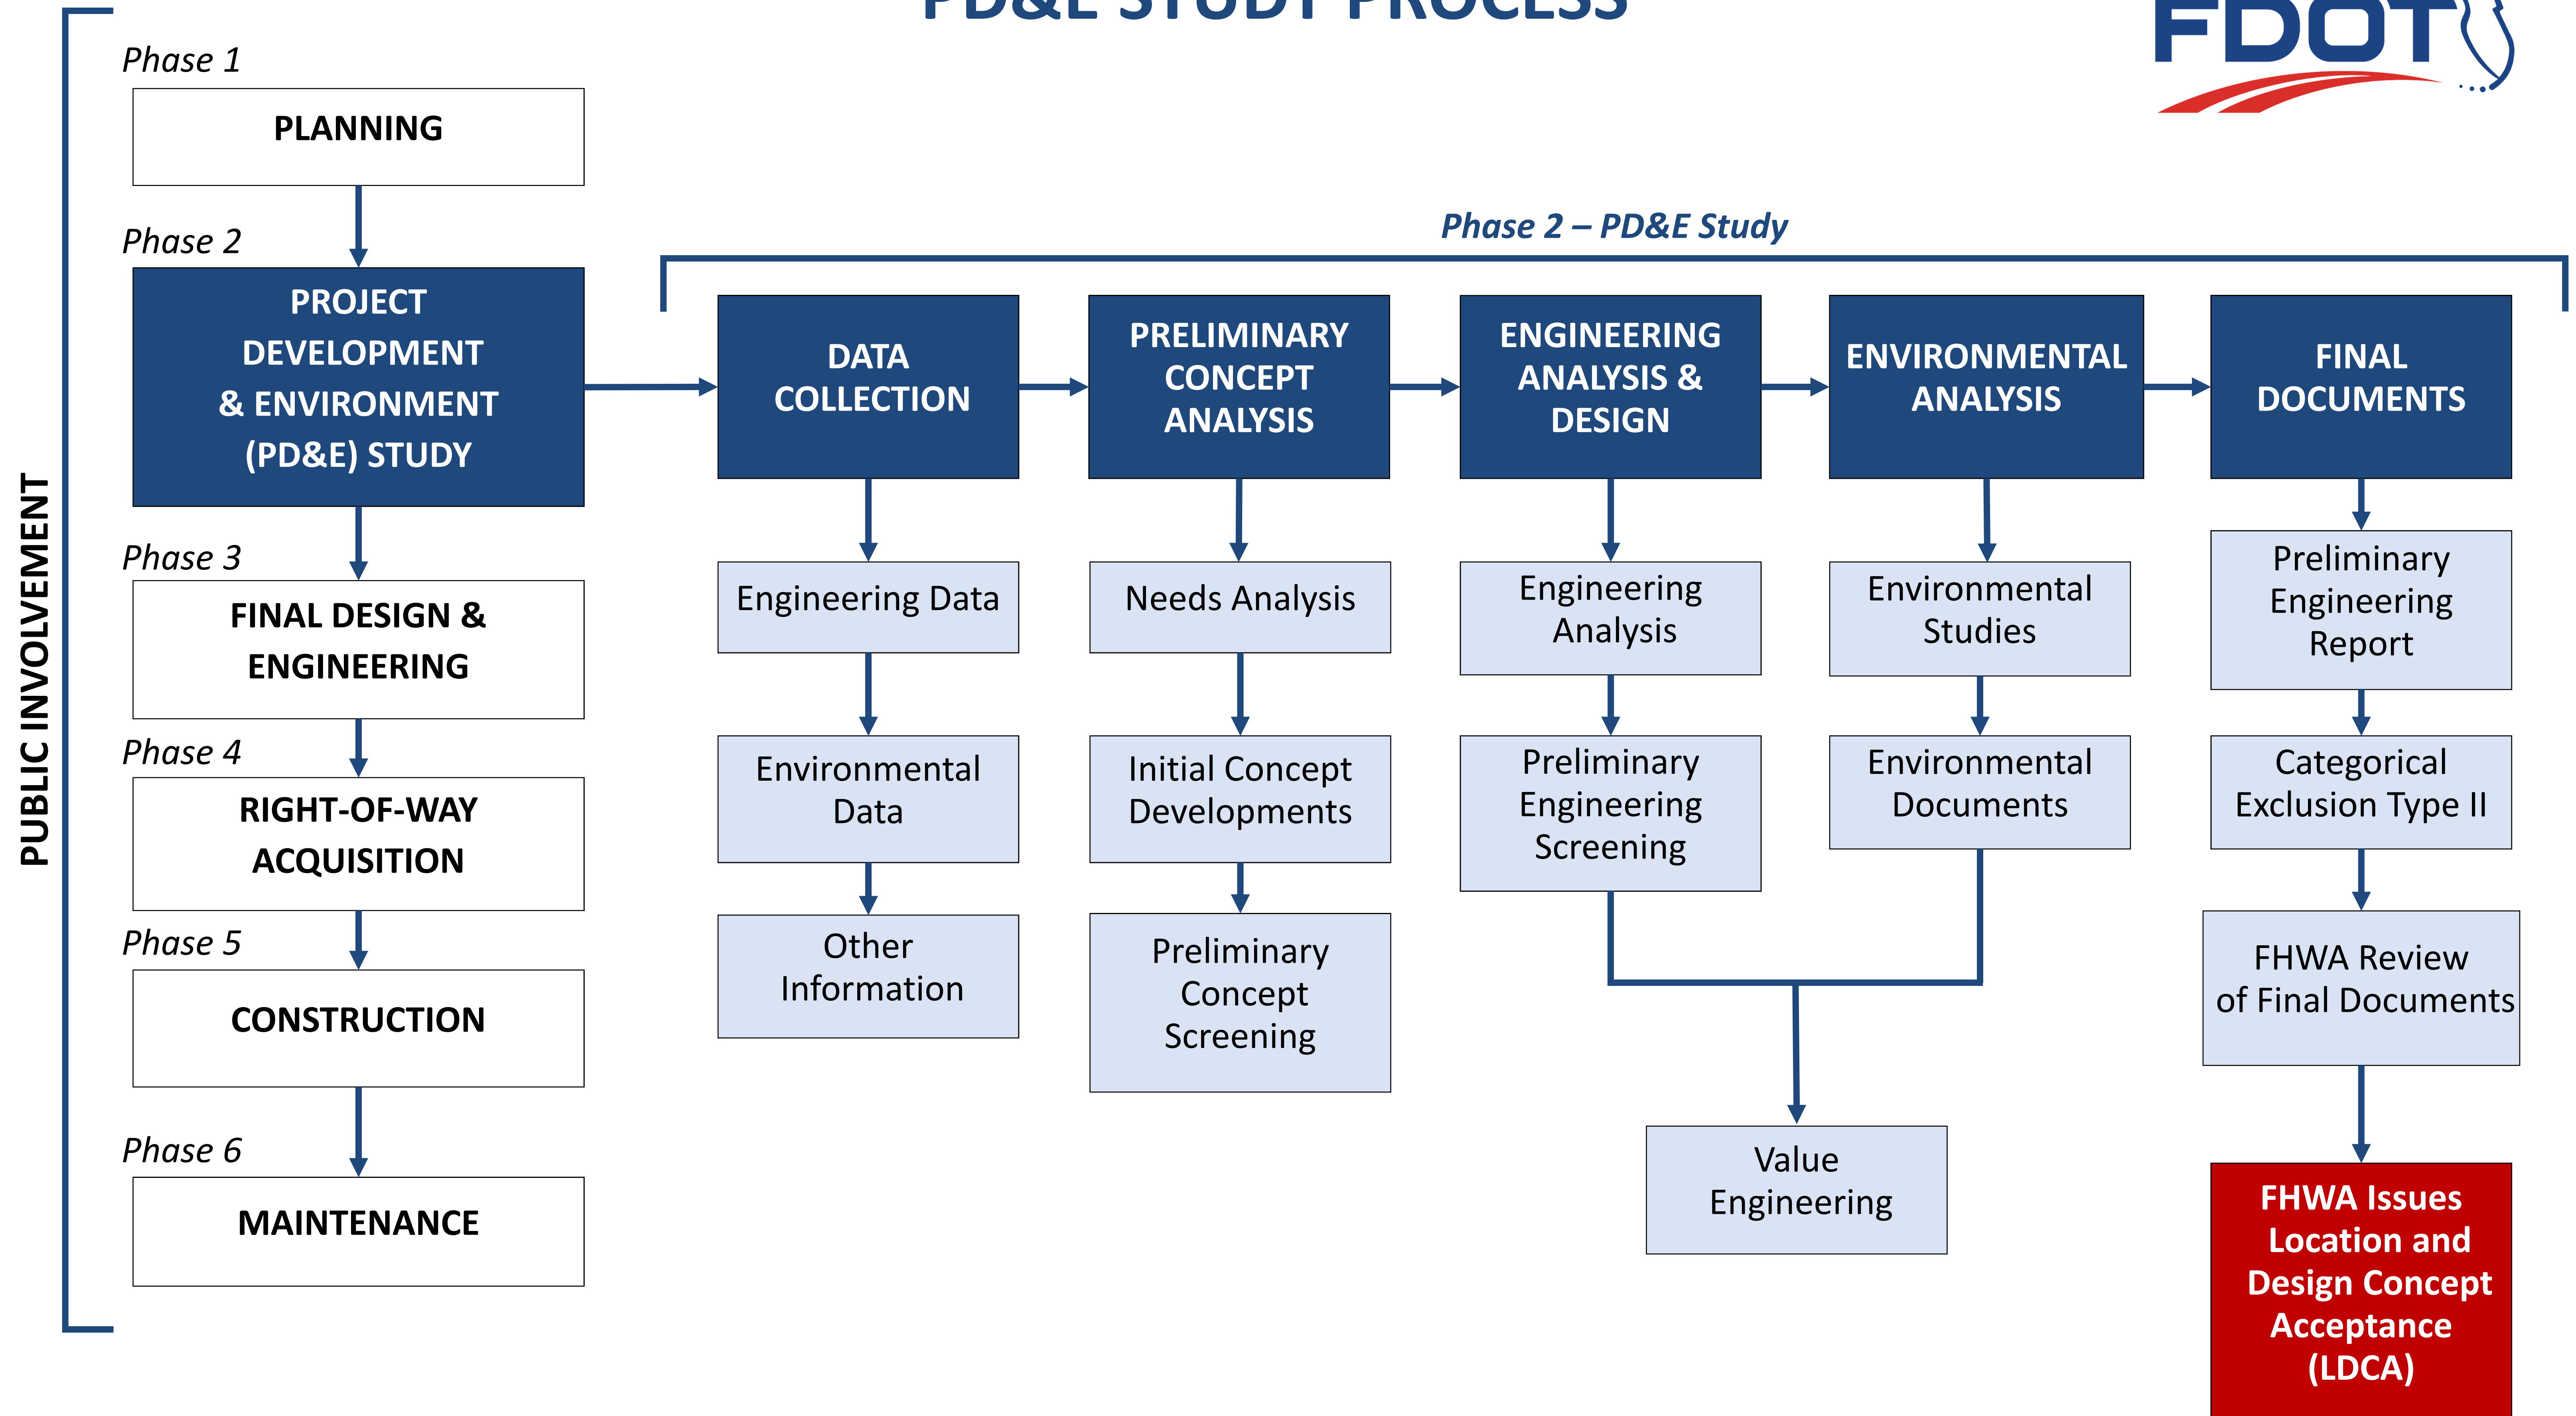 PD&E STUDY PROCESS
FDOT
PUBLIC INVOLVEMENT
Phase 1
PLANNING
Phase 2
PROJECT
DEVELOPMENT
& ENVIRONMENT
(PD&E) STUDY
Phase 3
FINAL DESIGN &
ENGINEERING
Phase 4
RIGHT-OF-WAY
ACQUISITION
Phase 5
CONSTRUCTION
Phase 6
MAINTENANCE
Phase 2 – PD&E Study
DATA
COLLECTION
Engineering Data
Environmental
Data
Other
Information
PRELIMINARY
CONCEPT
ANALYSIS
Needs Analysis
Initial Concept
Developments
Preliminary
Concept
Screening
ENGINEERING
ANALYSIS &
DESIGN
Engineering
Analysis
Preliminary
Engineering
Screening
ENVIRONMENTAL
ANALYSIS
Environmental
Studies
Environmental
Documents
Value
Engineering
FINAL
DOCUMENTS
Preliminary
Engineering
Report
Categorical
Exclusion Type II
FHWA Review
of Final Documents
FHWA Issues
Location and
Design Concept
Acceptance
(LDCA)